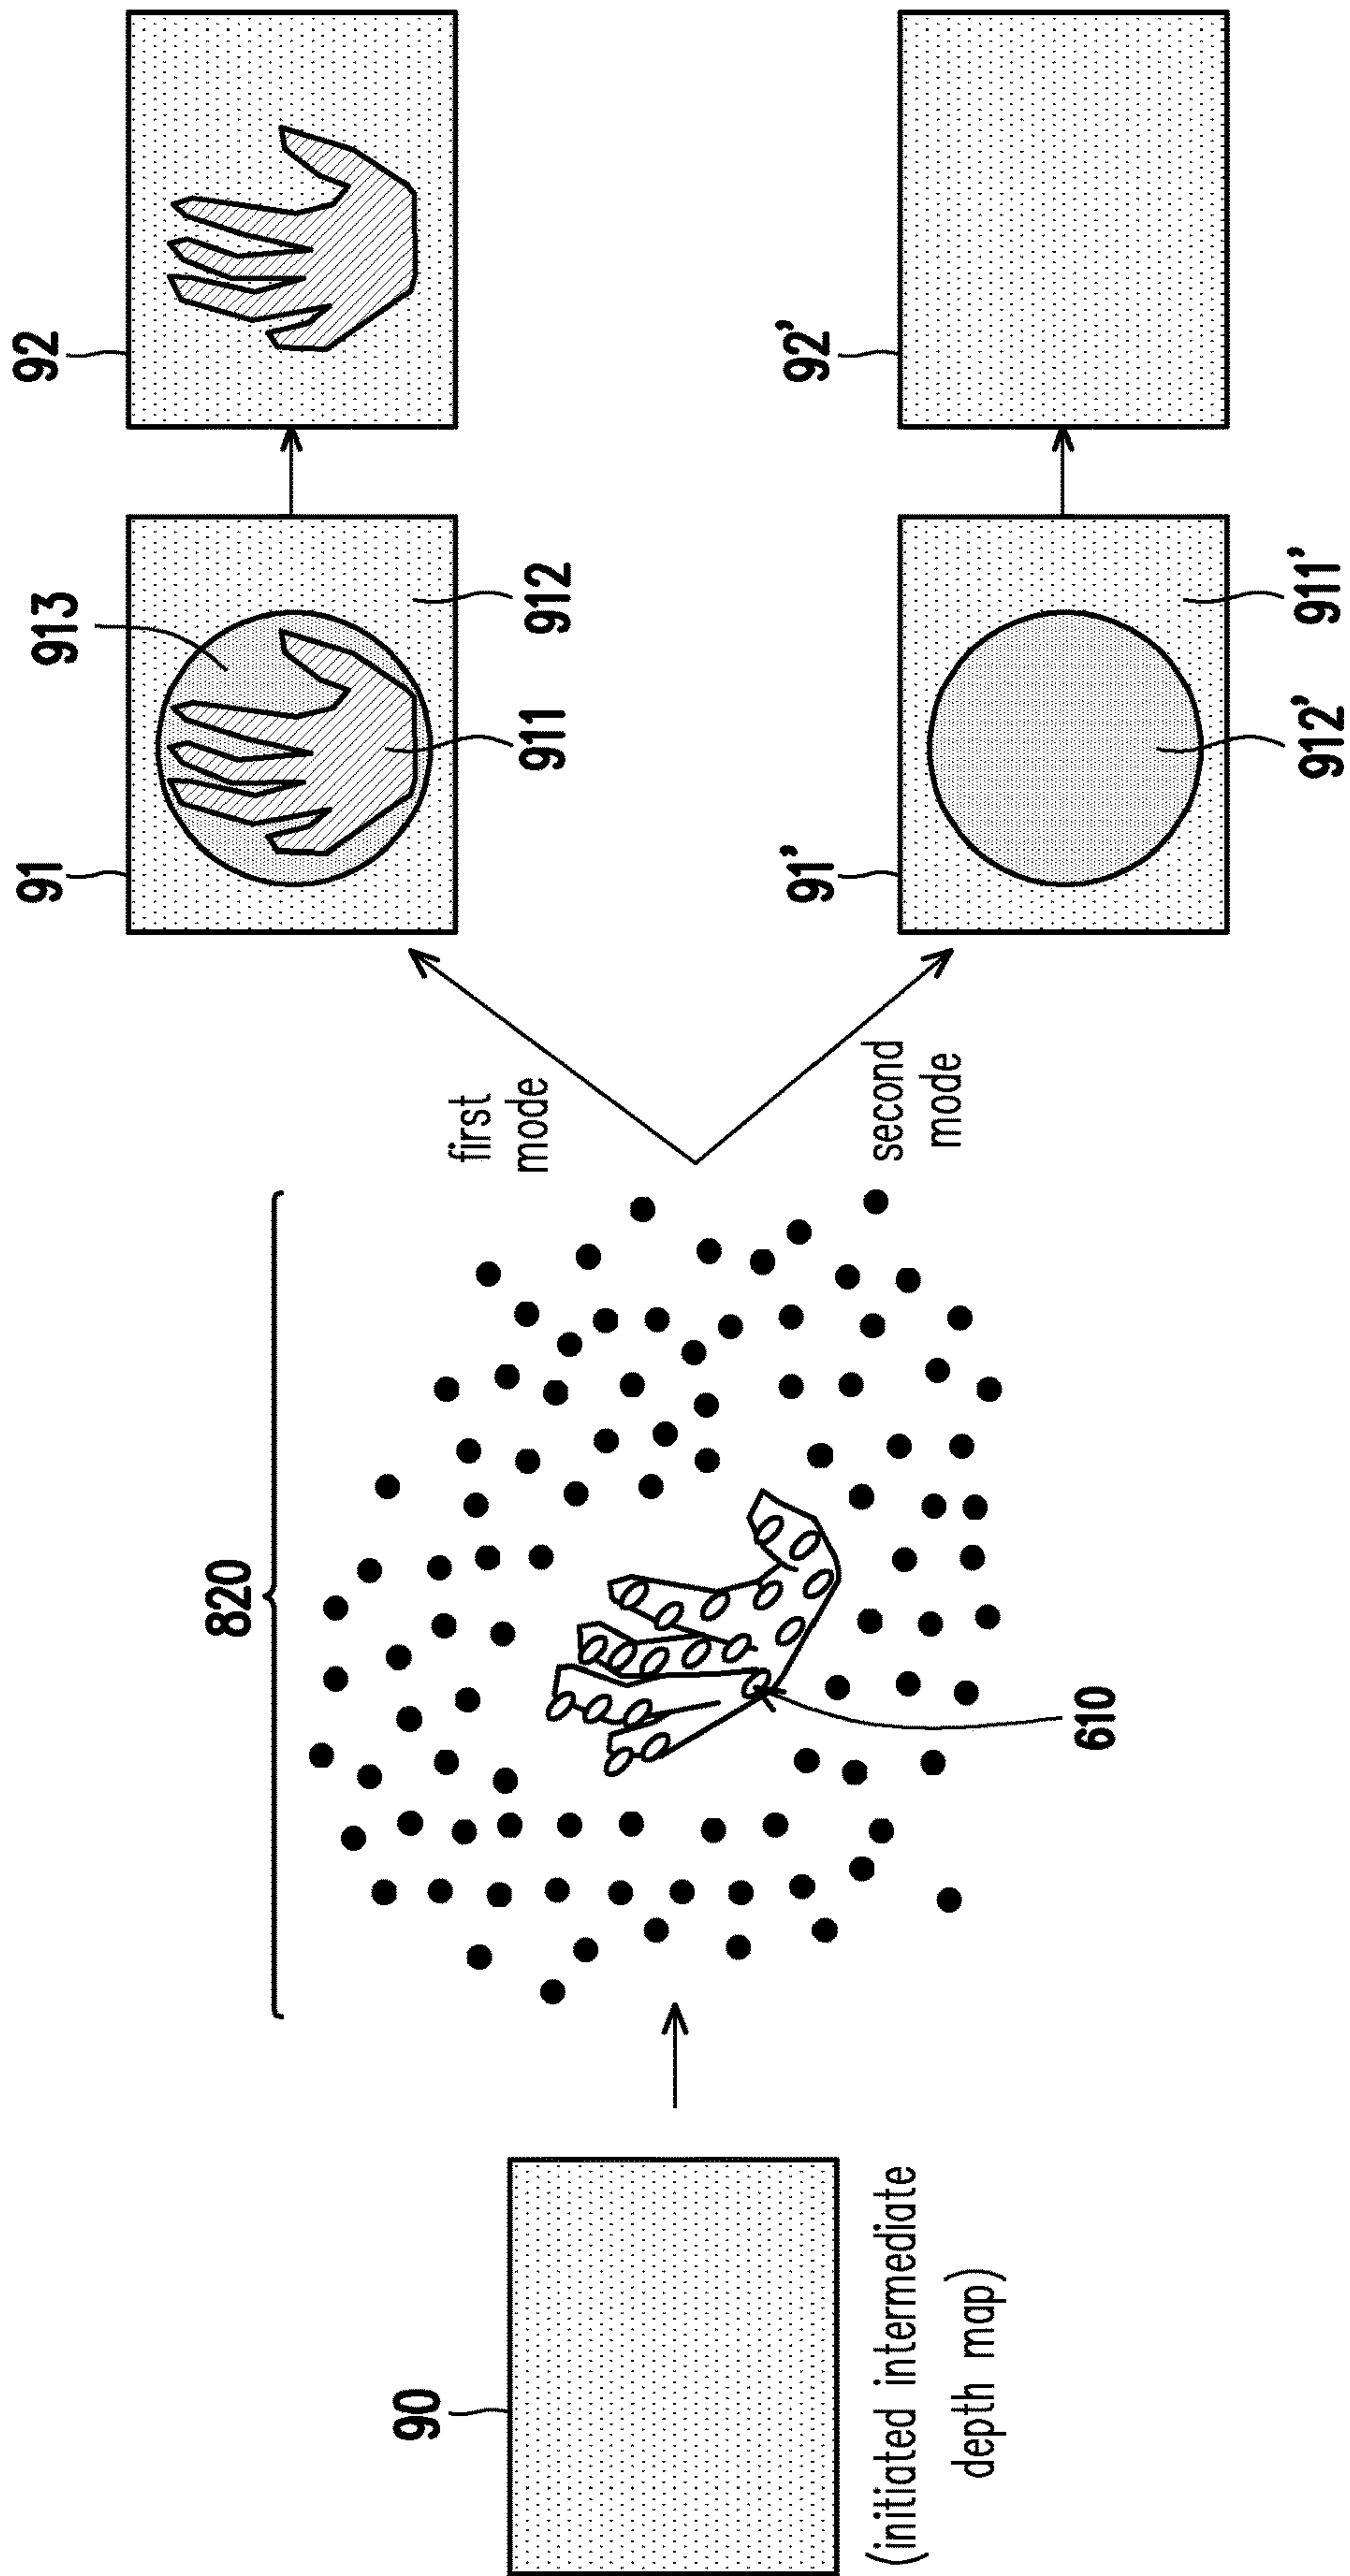 90
(initiated intermediate
depth map)
820
610
first
mode
second
mode
91
913
911
912
92
91'
912'
911'
92'